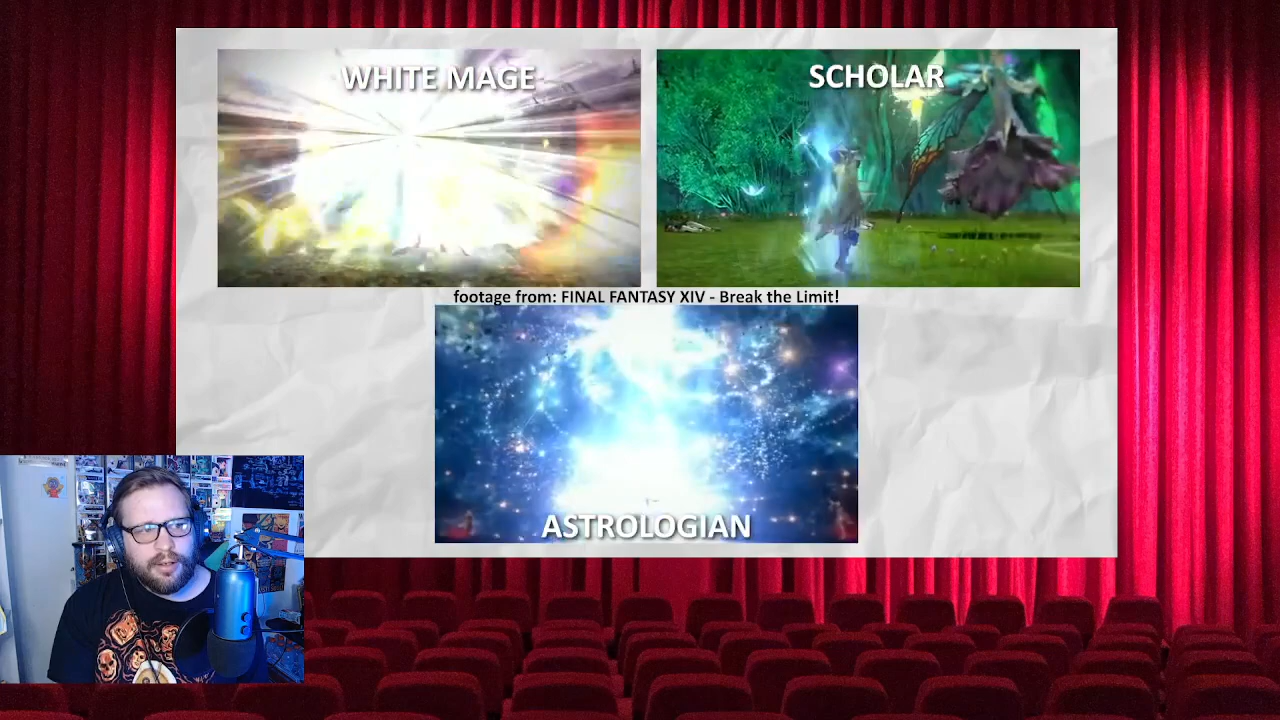 WHITE MAGE
SCHOLAR
footage from: FINAL FANTASY XIV - Break the Limit!
ASTROLOGIAN